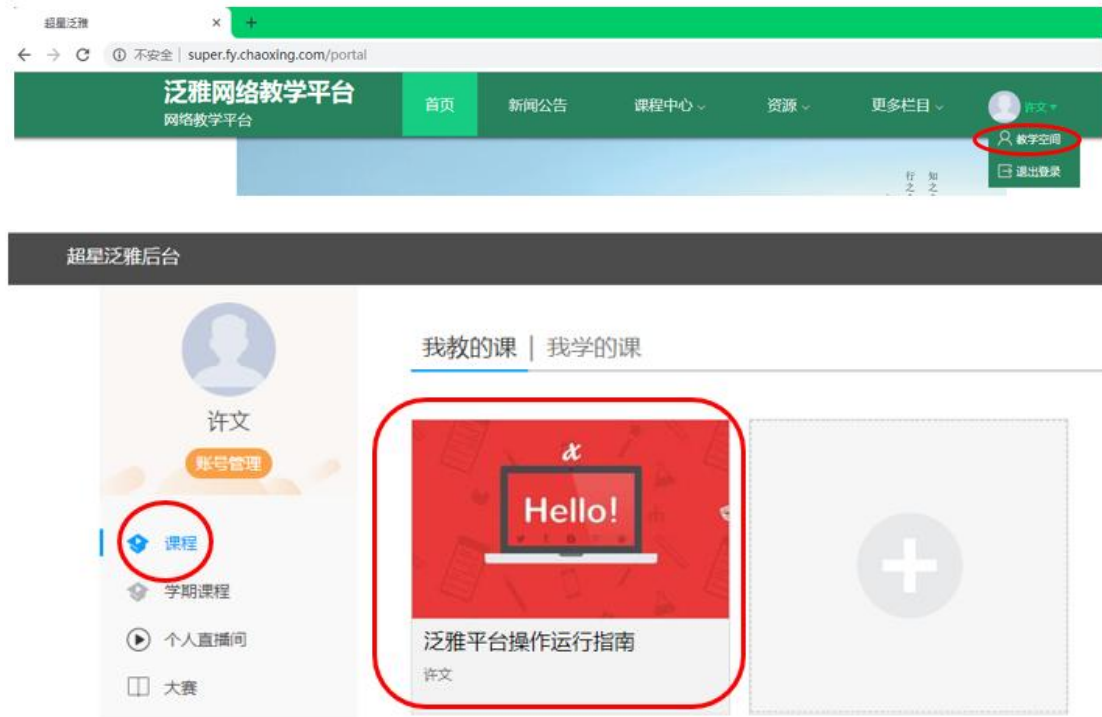 超星泛雅
不安全 | super.fy.chaoxing.com/portal
泛雅网络教学平台
网络教学平台
首页 新闻公告 课程中心 资源 更多栏目 许文
教学空间
退出登录
知之
行之
超星泛雅后台
许文
账号管理
课程
学期课程
个人直播间
大赛
我教的课 | 我学的课
Hello!
泛雅平台操作运行指南
许文